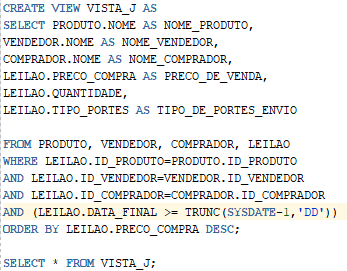 CREATE VIEW VISTA_J AS
SELECT PRODUTO.NOME AS NOME_PRODUTO,
VENDEDOR.NOME AS NOME_VENDEDOR,
COMPRADOR.NOME AS NOME_COMPRADOR,
LEILAO.PRECO_COMPRA AS PRECO_DE_VENDA,
LEILAO.QUANTIDADE,
LEILAO.TIPO_PORTES AS TIPO_DE_PORTES_ENVIO
FROM PRODUTO, VENDEDOR, COMPRADOR, LEILAO
WHERE LEILAO.ID_PRODUTO=PRODUTO.ID_PRODUTO
AND LEILAO.ID_VENDEDOR=VENDEDOR.ID_VENDEDOR
AND LEILAO.ID_COMPRADOR=COMPRADOR.ID_COMPRADOR
AND (LEILAO.DATA_FINAL >= TRUNC(SYSDATE-1,'DD'))
ORDER BY LEILAO.PRECO_COMPRA DESC;
SELECT * FROM VISTA_J;